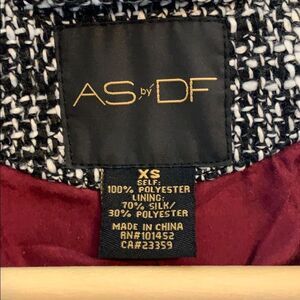 AS by DF
XS
SELF:
100% POLYESTER
LINING:
70% SILK/
30% POLYESTER
MADE IN CHINA
RN#101452
CA#23359